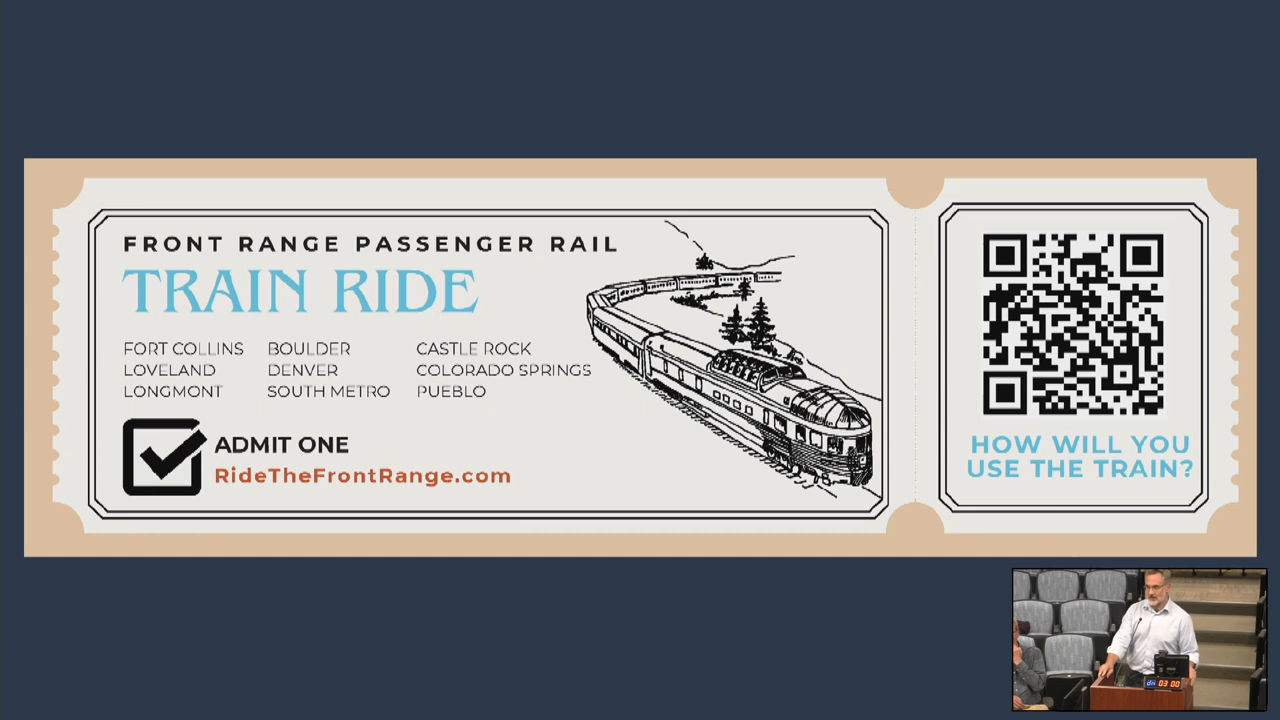 FRONT RANGE PASSENGER RAIL
TRAIN RIDE
FORT COLLINS
LOVELAND
LONGMONT
BOULDER
DENVER
SOUTH METRO
CASTLE ROCK
COLORADO SPRINGS
PUEBLO
ADMIT ONE
RideTheFrontRange.com
HOW WILL YOU
USE THE TRAIN?
03 00